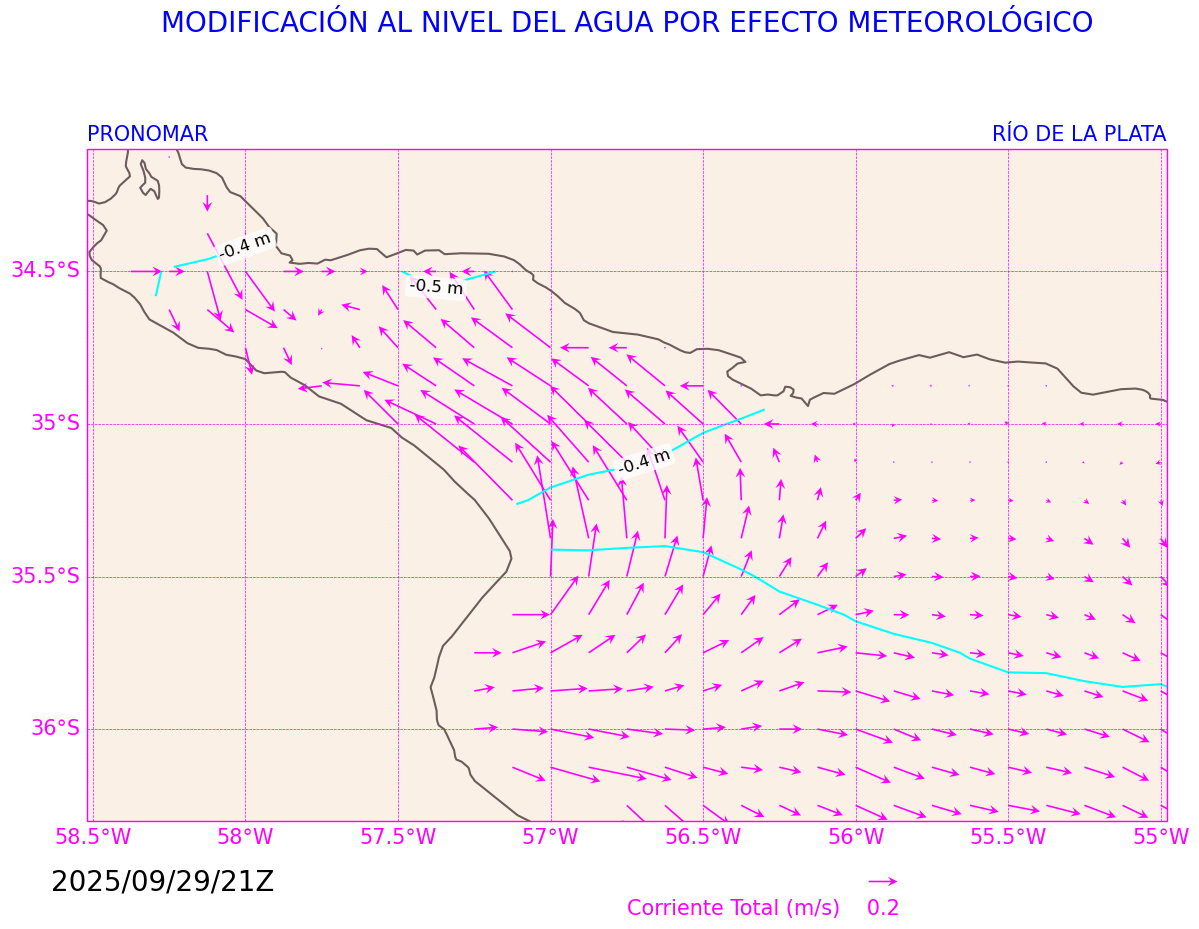 MODIFICACIÓN AL NIVEL DEL AGUA POR EFECTO METEOROLÓGICO
PRONOMAR
RÍO DE LA PLATA
-0.4 m
34.5°S
-0.5 m
35°S
-0.4 m
35.5°S
36°S
58.5°W 58°W 57.5°W 57°W 56.5°W 56°W 55.5°W 55°W
2025/09/29/21Z
Corriente Total (m/s) 0.2